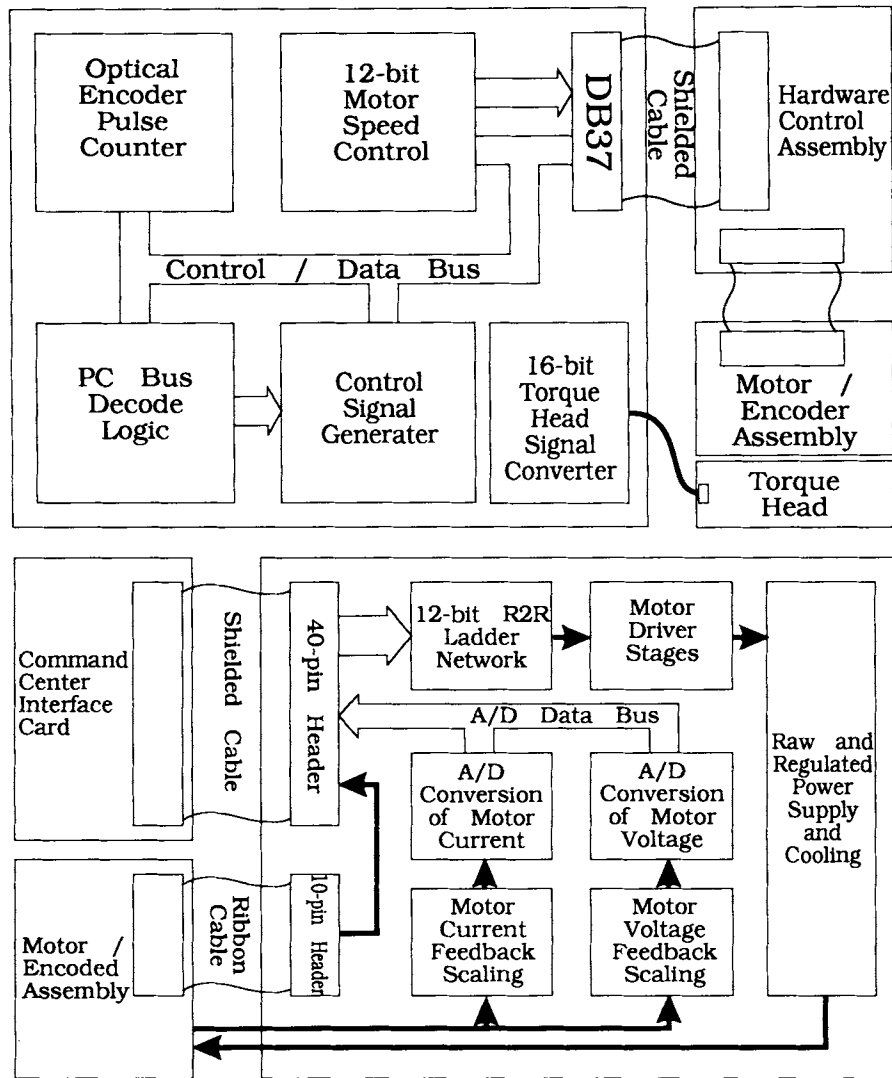 Optical
Encoder
Pulse
Counter
12-bit
Motor
Speed
Control
DB37
Shielded
Cable
Hardware
Control
Assembly
Control / Data Bus
PC Bus
Decode
Logic
Control
Signal
Generater
16-bit
Torque
Head
Signal
Converter
Motor /
Encoder
Assembly
Torque
Head
Command
Center
Interface
Card
Shielded Cable
40-pin Header
12-bit R2R
Ladder
Network
Motor
Driver
Stages
A/D Data Bus
A/D
Conversion
of Motor
Current
A/D
Conversion
of Motor
Voltage
Raw and
Regulated
Power
Supply
and
Cooling
Motor /
Encoded
Assembly
Ribbon
Cable
10-pin Header
Motor
Current
Feedback
Scaling
Motor
Voltage
Feedback
Scaling